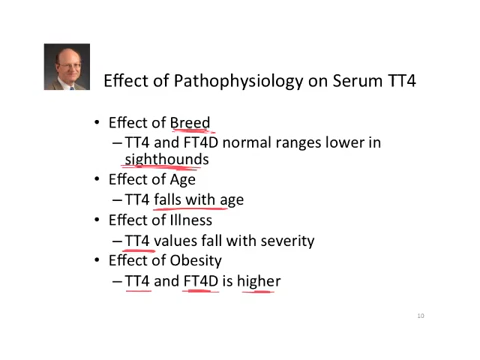 Effect of Pathophysiology on Serum TT4
• Effect of Breed
– TT4 and FT4D normal ranges lower in
sighthounds
• Effect of Age
– TT4 falls with age
• Effect of Illness
– TT4 values fall with severity
• Effect of Obesity
– TT4 and FT4D is higher
10